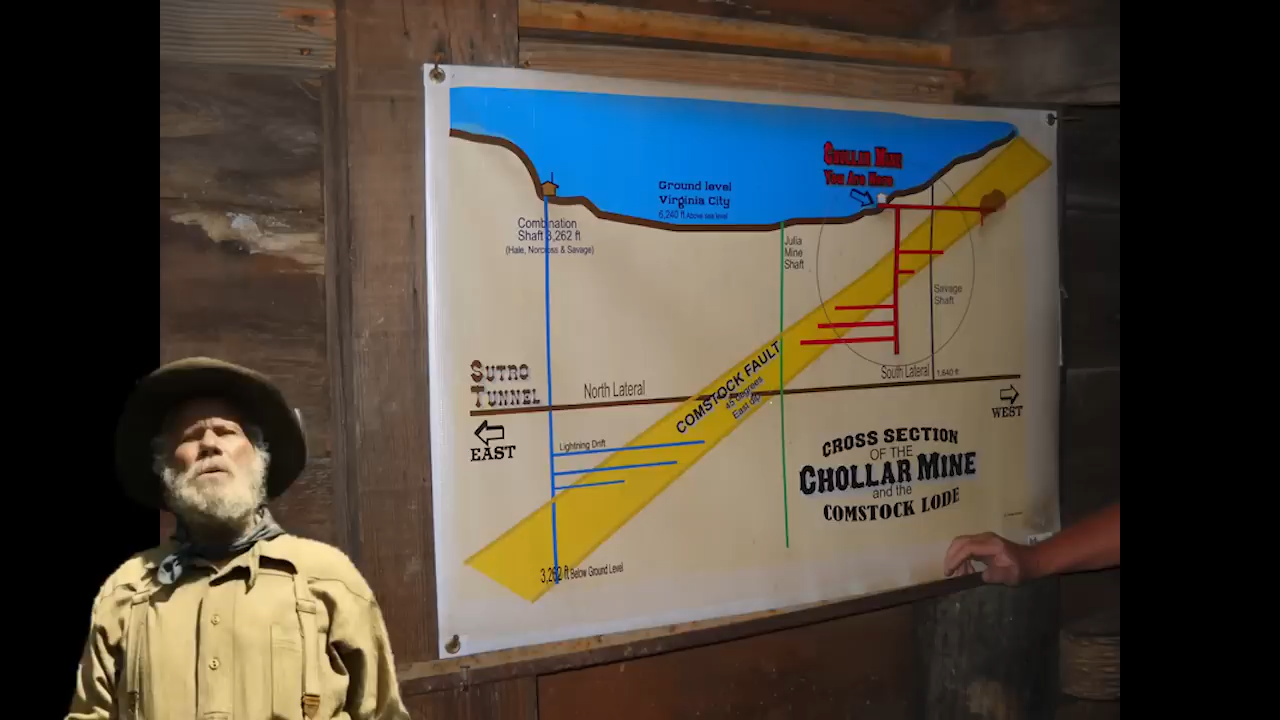 CHOLLAR MINE
You Are Here
Ground level
Virginia City
6,240 ft Above sea level
Combination
Shaft 3,262 ft
(Hale, Norcross & Savage)
Julia
Mine
Shaft
Savage
Shaft
SUTRO
TUNNEL
North Lateral
South Lateral
1,640 ft
COMSTOCK FAULT
45 degrees
East dip
EAST
WEST
Lightning Drift
CROSS SECTION
OF THE
CHOLLAR MINE
and the
COMSTOCK LODE
3,262 ft Below Ground Level